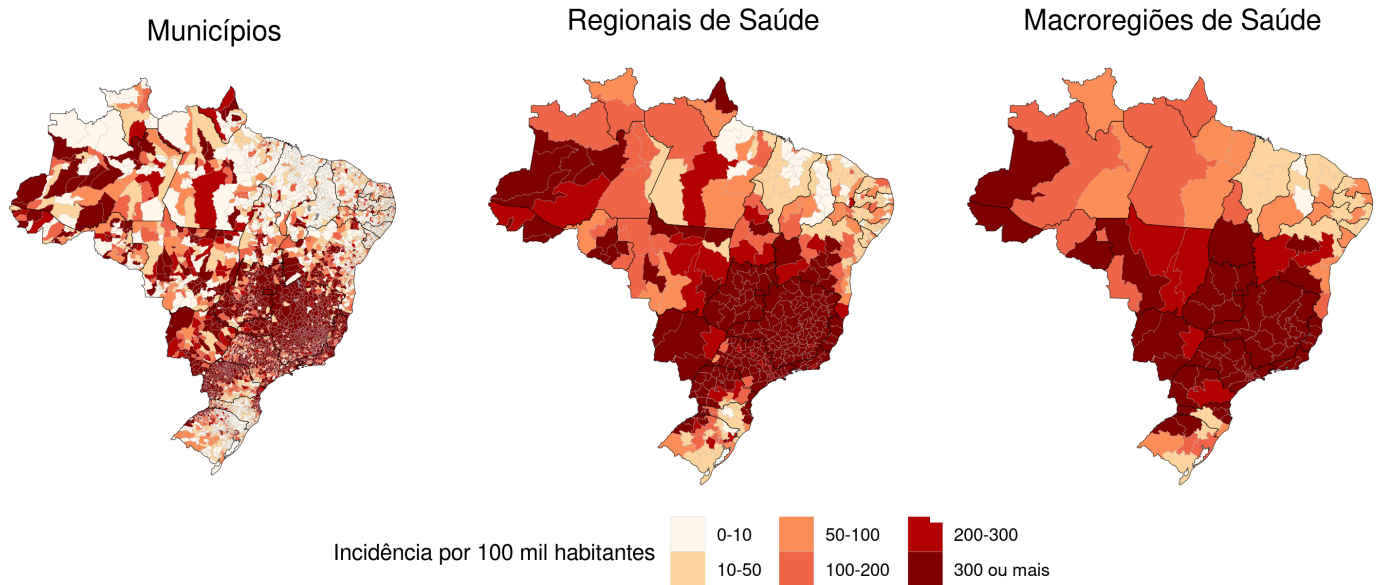 Municípios
Regionais de Saúde
Macroregiões de Saúde
Incidência por 100 mil habitantes
0-10
50-100
200-300
10-50
100-200
300 ou mais